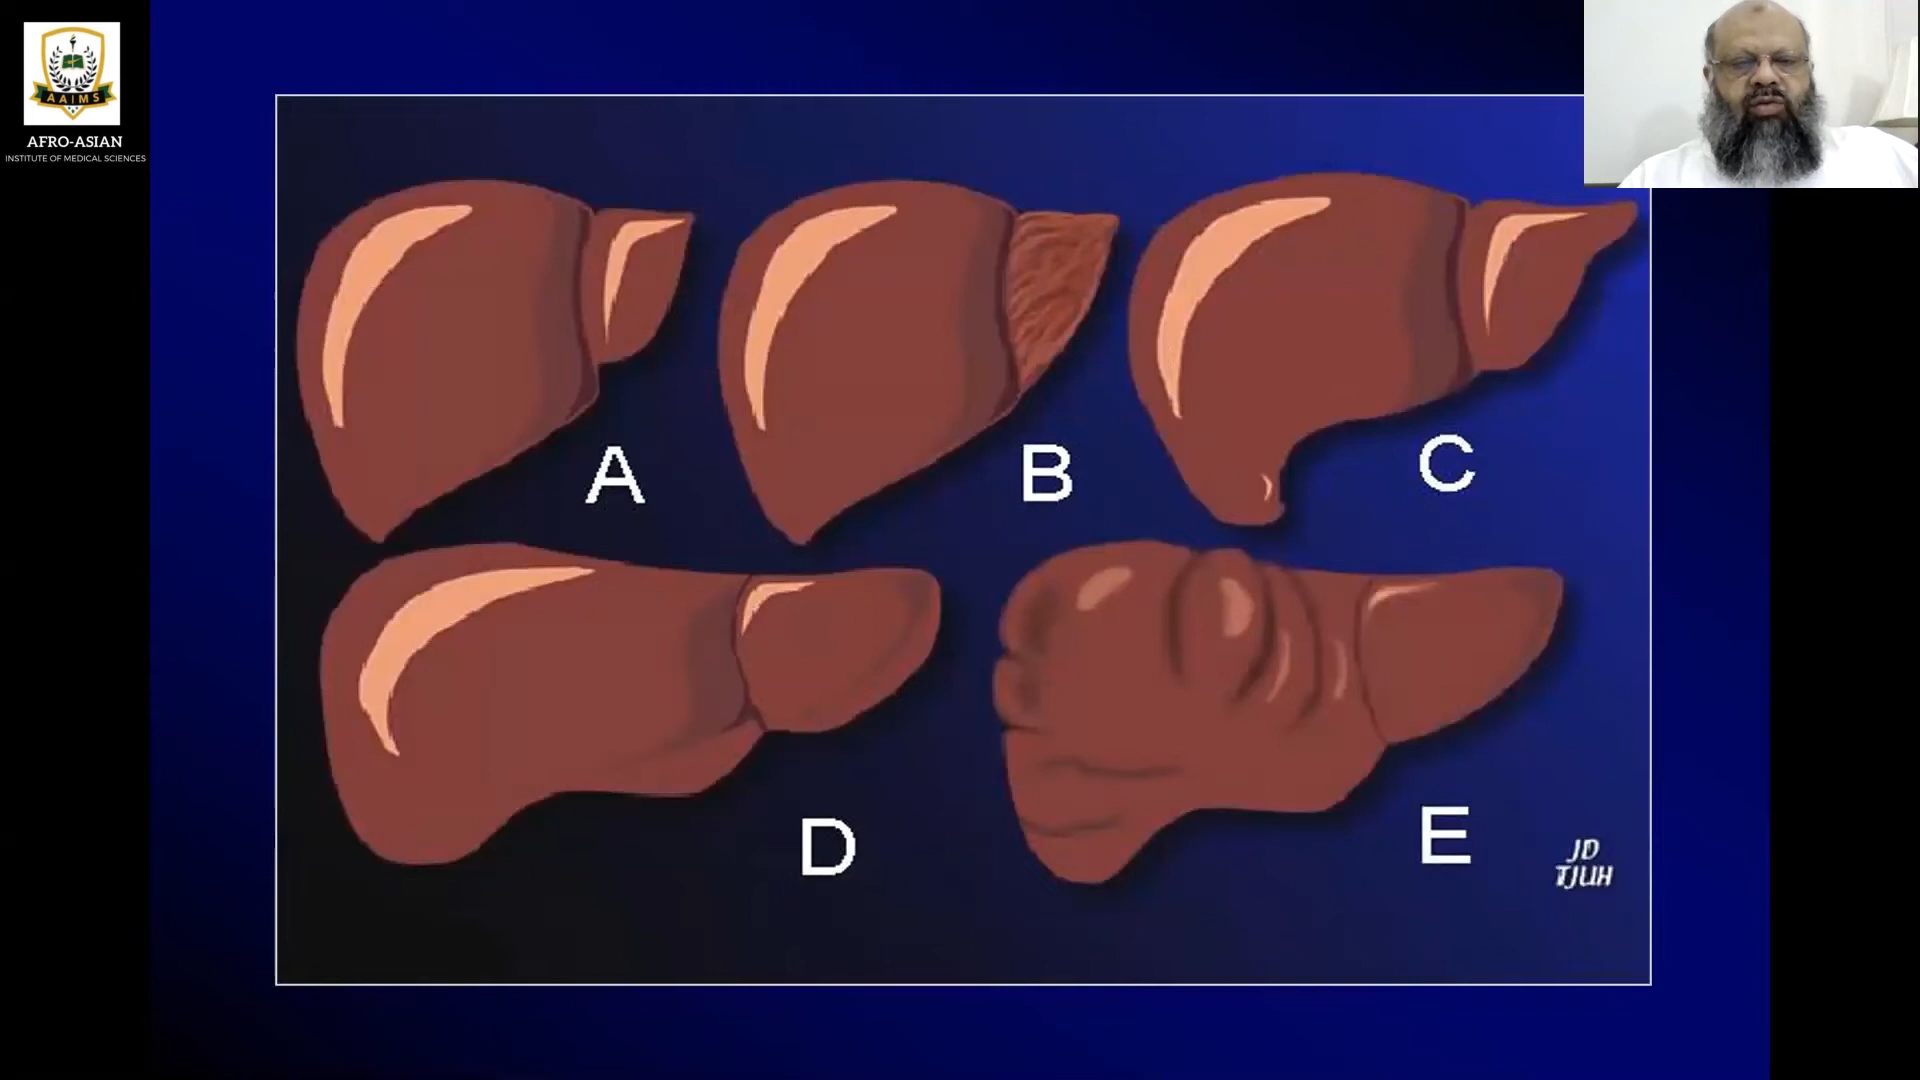 AAIMS
AFRO-ASIAN
INSTITUTE OF MEDICAL SCIENCES
A
B
C
D
E
JD
TJUH